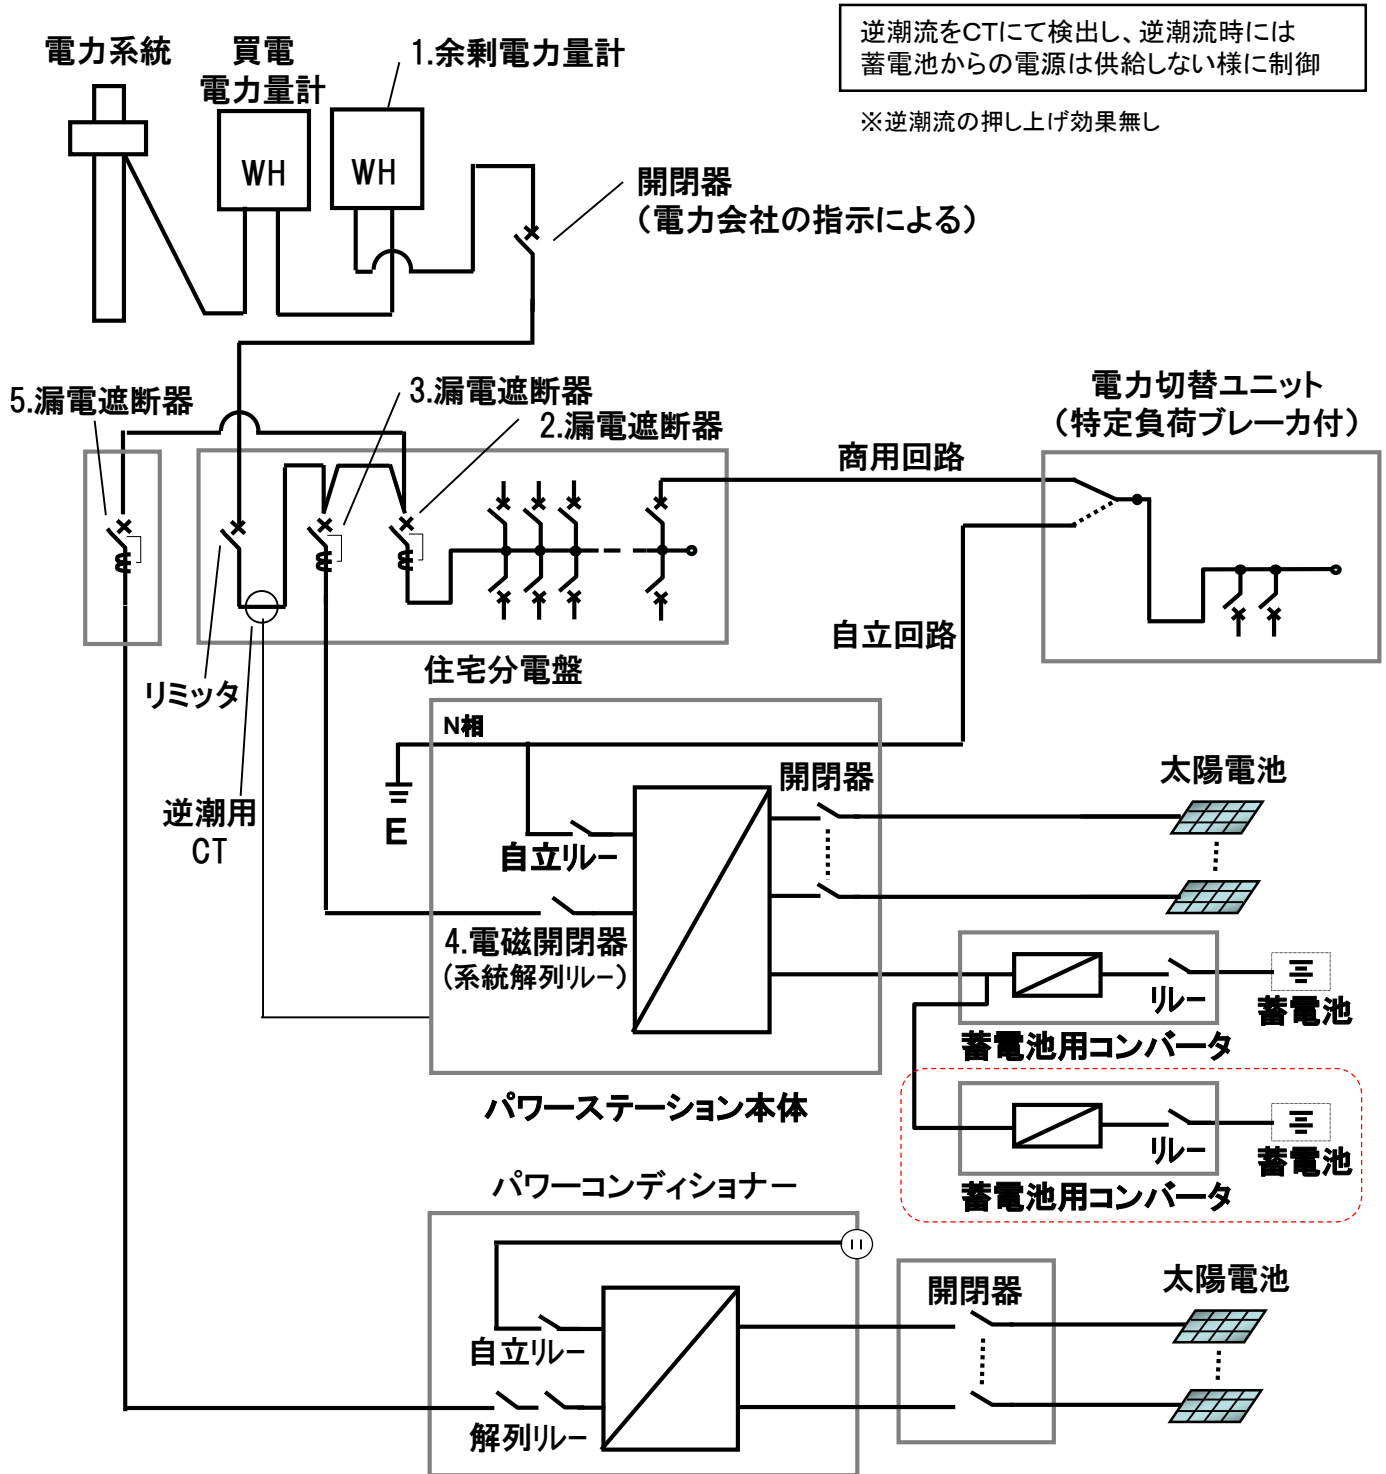 逆潮流をCTにて検出し、逆潮流時には
蓄電池からの電源は供給しない様に制御
※逆潮流の押し上げ効果無し
電力系統
買電
電力量計
1.余剰電力量計
WH
WH
開閉器
（電力会社の指示による）
5.漏電遮断器
3.漏電遮断器
2.漏電遮断器
電力切替ユニット
（特定負荷ブレーカ付）
商用回路
自立回路
住宅分電盤
リミッタ
逆潮用
CT
N相
E
自立リレー
開閉器
太陽電池
4.電磁開閉器
（系統解列リレー）
リレー
蓄電池
蓄電池用コンバータ
パワーステーション本体
リレー
蓄電池
蓄電池用コンバータ
パワーコンディショナー
自立リレー
解列リレー
開閉器
太陽電池